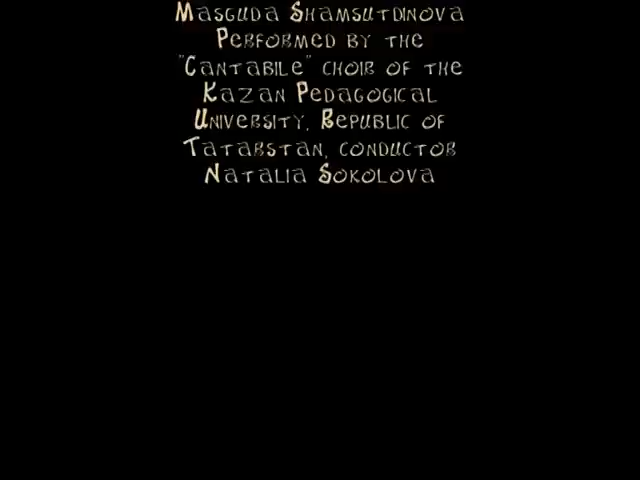 Masguda Shamsutdinova
Performed by the
"Cantabile" choir of the
Kazan Pedagogical
University, Republic of
Tatarstan, conductor
Natalia Sokolova